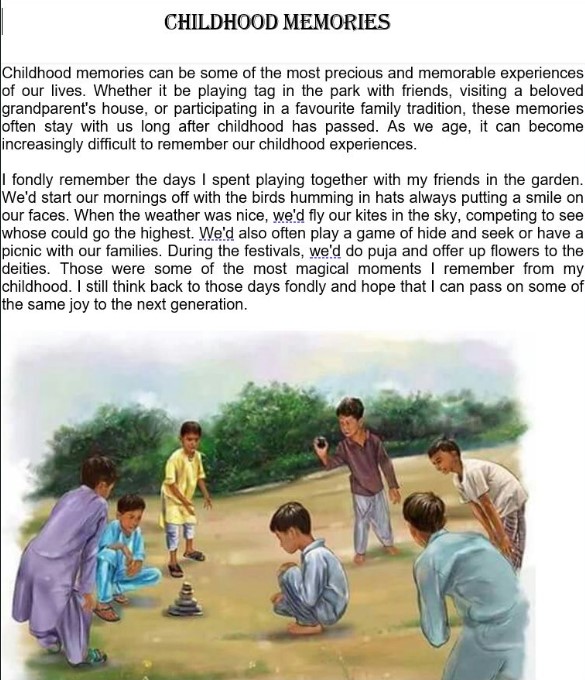 CHILDHOOD MEMORIES
Childhood memories can be some of the most precious and memorable experiences
of our lives. Whether it be playing tag in the park with friends, visiting a beloved
grandparent's house, or participating in a favourite family tradition, these memories
often stay with us long after childhood has passed. As we age, it can become
increasingly difficult to remember our childhood experiences.
I fondly remember the days I spent playing together with my friends in the garden.
We'd start our mornings off with the birds humming in hats always putting a smile on
our faces. When the weather was nice, we'd fly our kites in the sky, competing to see
whose could go the highest. We'd also often play a game of hide and seek or have a
picnic with our families. During the festivals, we'd do puja and offer up flowers to the
deities. Those were some of the most magical moments I remember from my
childhood. I still think back to those days fondly and hope that I can pass on some of
the same joy to the next generation.